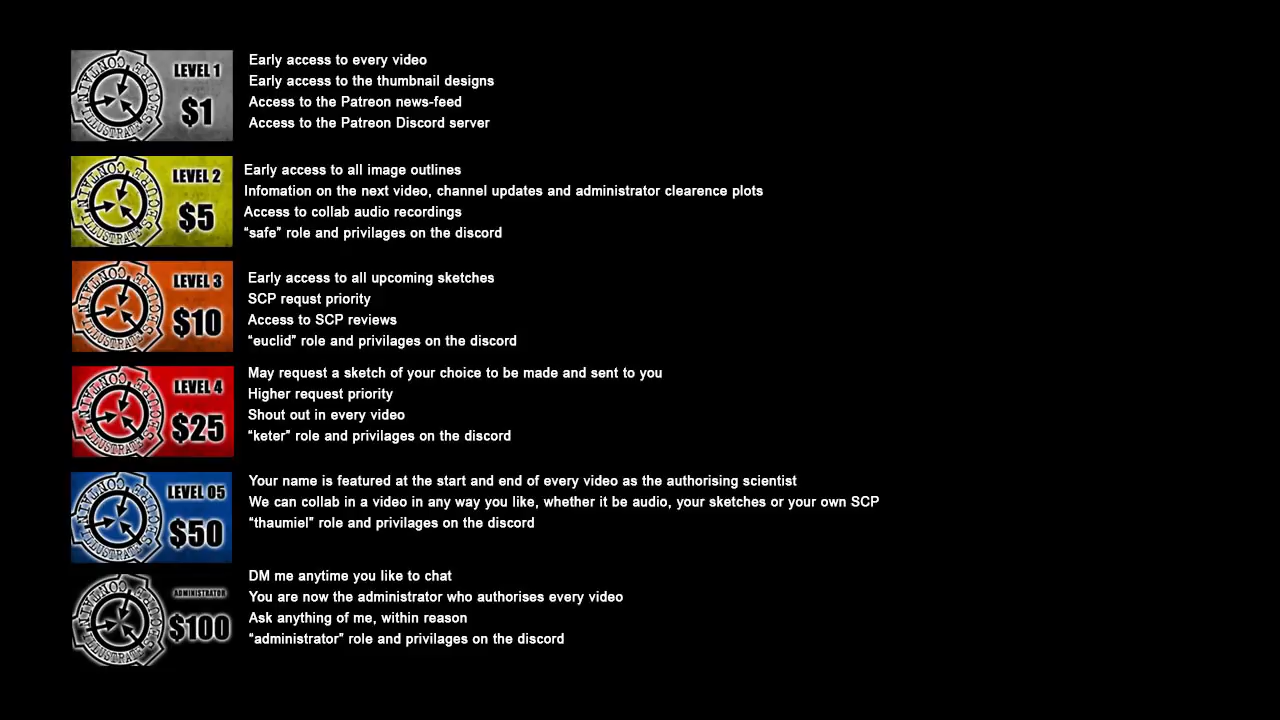 LEVEL 1
$1
Early access to every video
Early access to the thumbnail designs
Access to the Patreon news-feed
Access to the Patreon Discord server
LEVEL 2
$5
Early access to all image outlines
Infomation on the next video, channel updates and administrator clearence plots
Access to collab audio recordings
“safe” role and privilages on the discord
LEVEL 3
$10
Early access to all upcoming sketches
SCP requst priority
Access to SCP reviews
“euclid” role and privilages on the discord
LEVEL 4
$25
May request a sketch of your choice to be made and sent to you
Higher request priority
Shout out in every video
“keter” role and privilages on the discord
LEVEL 05
$50
Your name is featured at the start and end of every video as the authorising scientist
We can collab in a video in any way you like, whether it be audio, your sketches or your own SCP
“thaumiel” role and privilages on the discord
ADMINISTRATOR
$100
DM me anytime you like to chat
You are now the administrator who authorises every video
Ask anything of me, within reason
“administrator” role and privilages on the discord